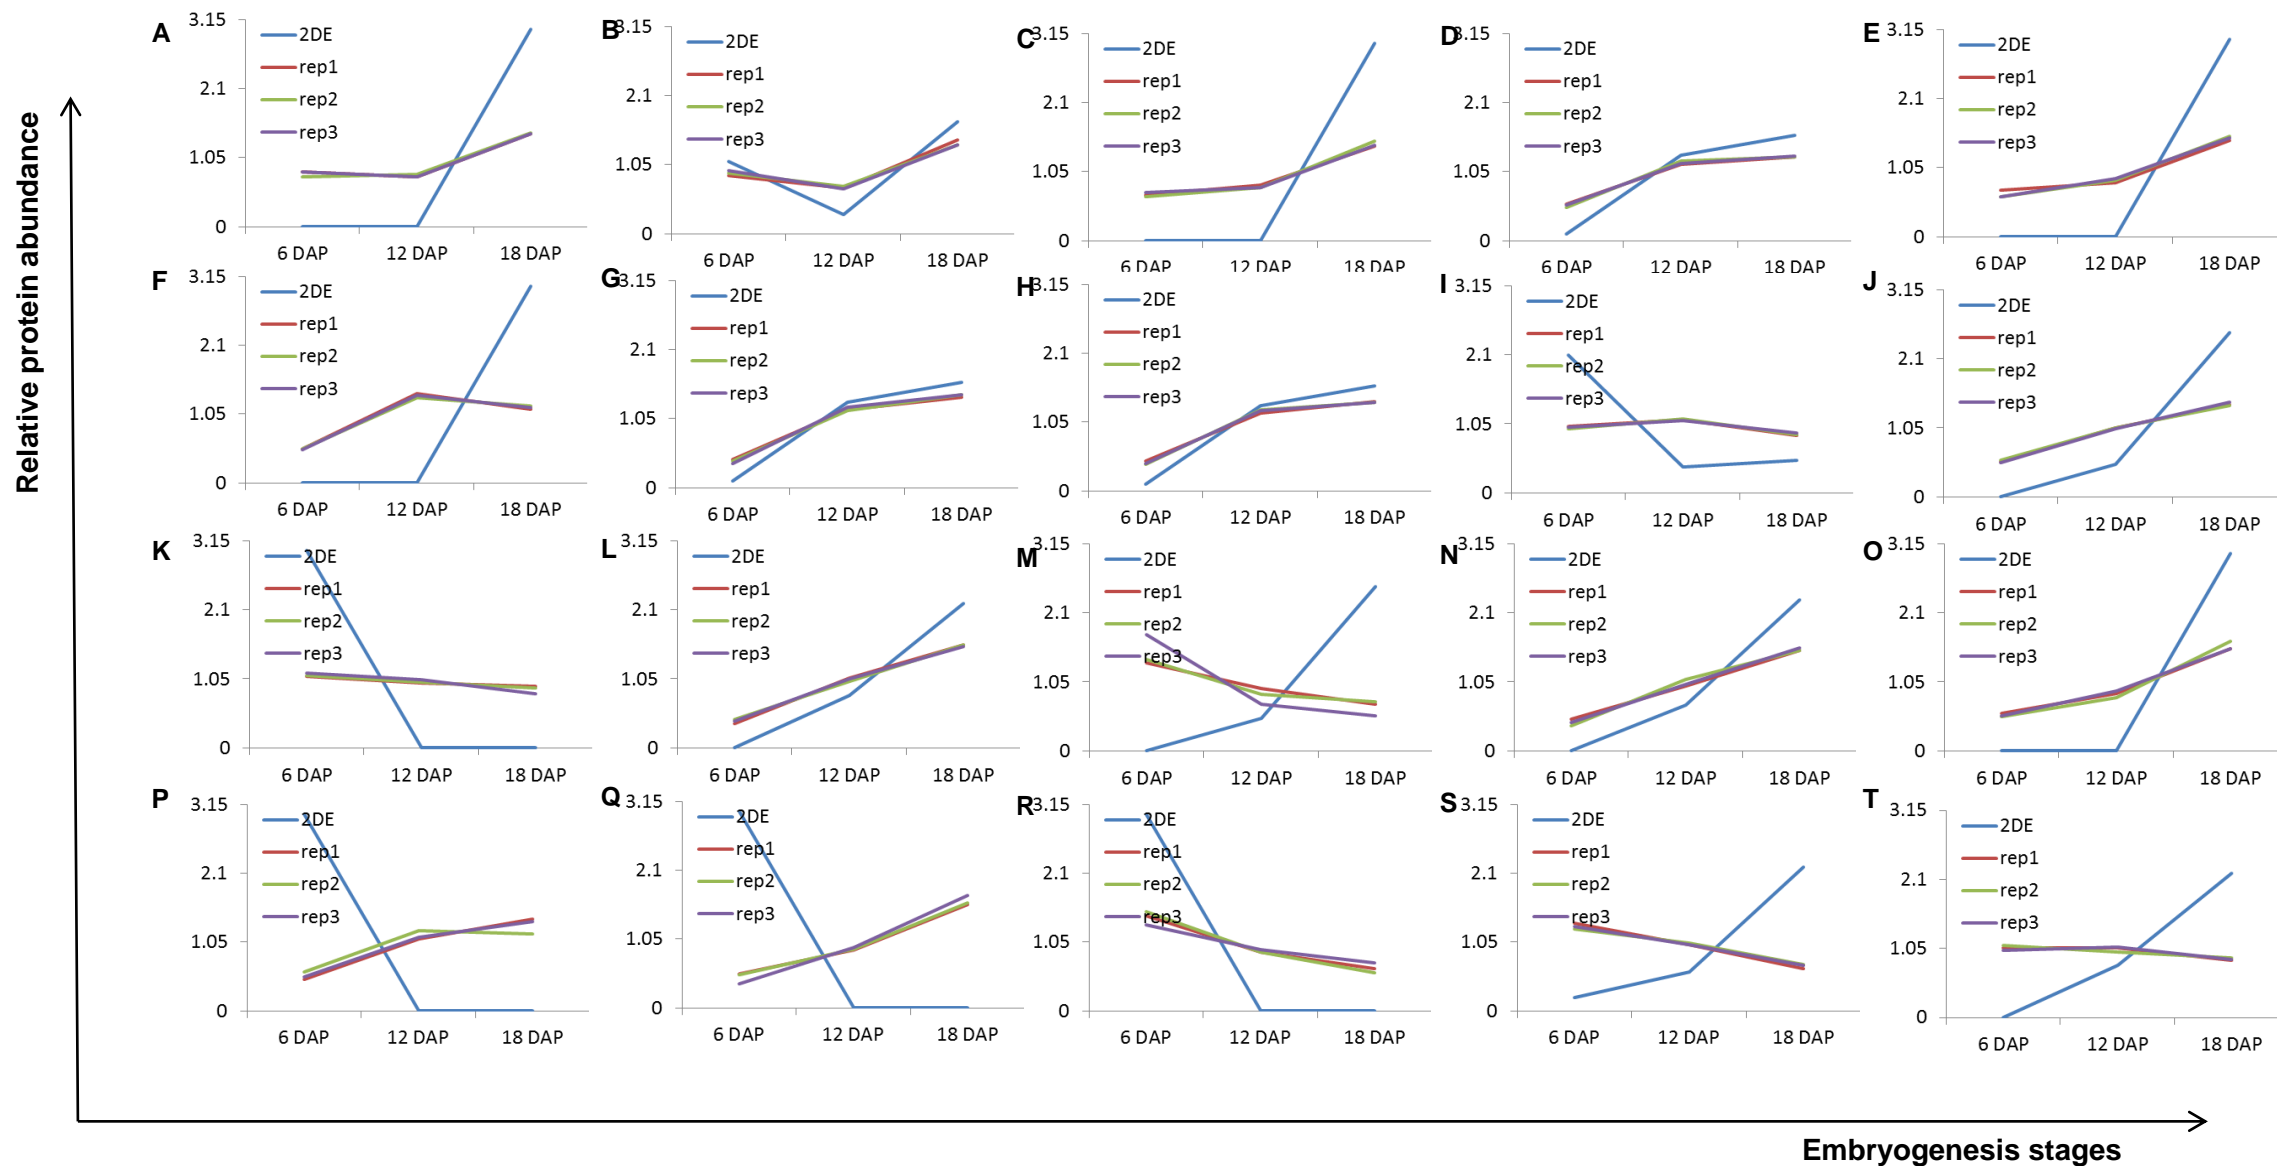 Relative protein abundance
A
3.15
2.1
1.05
0
2DE
rep1
rep2
rep3
6 DAP 12 DAP 18 DAP
B
3.15
2.1
1.05
0
2DE
rep1
rep2
rep3
6 DAP 12 DAP 18 DAP
C
3.15
2.1
1.05
0
2DE
rep1
rep2
rep3
6 DAP 12 DAP 18 DAP
D
3.15
2.1
1.05
0
2DE
rep1
rep2
rep3
6 DAP 12 DAP 18 DAP
E
3.15
2.1
1.05
0
2DE
rep1
rep2
rep3
6 DAP 12 DAP 18 DAP
F
3.15
2.1
1.05
0
2DE
rep1
rep2
rep3
6 DAP 12 DAP 18 DAP
G
3.15
2.1
1.05
0
2DE
rep1
rep2
rep3
6 DAP 12 DAP 18 DAP
H
3.15
2.1
1.05
0
2DE
rep1
rep2
rep3
6 DAP 12 DAP 18 DAP
I
3.15
2.1
1.05
0
2DE
rep1
rep2
rep3
6 DAP 12 DAP 18 DAP
J
3.15
2.1
1.05
0
2DE
rep1
rep2
rep3
6 DAP 12 DAP 18 DAP
K
3.15
2.1
1.05
0
2DE
rep1
rep2
rep3
6 DAP 12 DAP 18 DAP
L
3.15
2.1
1.05
0
2DE
rep1
rep2
rep3
6 DAP 12 DAP 18 DAP
M
3.15
2.1
1.05
0
2DE
rep1
rep2
rep3
6 DAP 12 DAP 18 DAP
N
3.15
2.1
1.05
0
2DE
rep1
rep2
rep3
6 DAP 12 DAP 18 DAP
O
3.15
2.1
1.05
0
2DE
rep1
rep2
rep3
6 DAP 12 DAP 18 DAP
P
3.15
2.1
1.05
0
2DE
rep1
rep2
rep3
6 DAP 12 DAP 18 DAP
Q
3.15
2.1
1.05
0
2DE
rep1
rep2
rep3
6 DAP 12 DAP 18 DAP
R
3.15
2.1
1.05
0
2DE
rep1
rep2
rep3
6 DAP 12 DAP 18 DAP
S
3.15
2.1
1.05
0
2DE
rep1
rep2
rep3
6 DAP 12 DAP 18 DAP
T
3.15
2.1
1.05
0
2DE
rep1
rep2
rep3
6 DAP 12 DAP 18 DAP
Embryogenesis stages